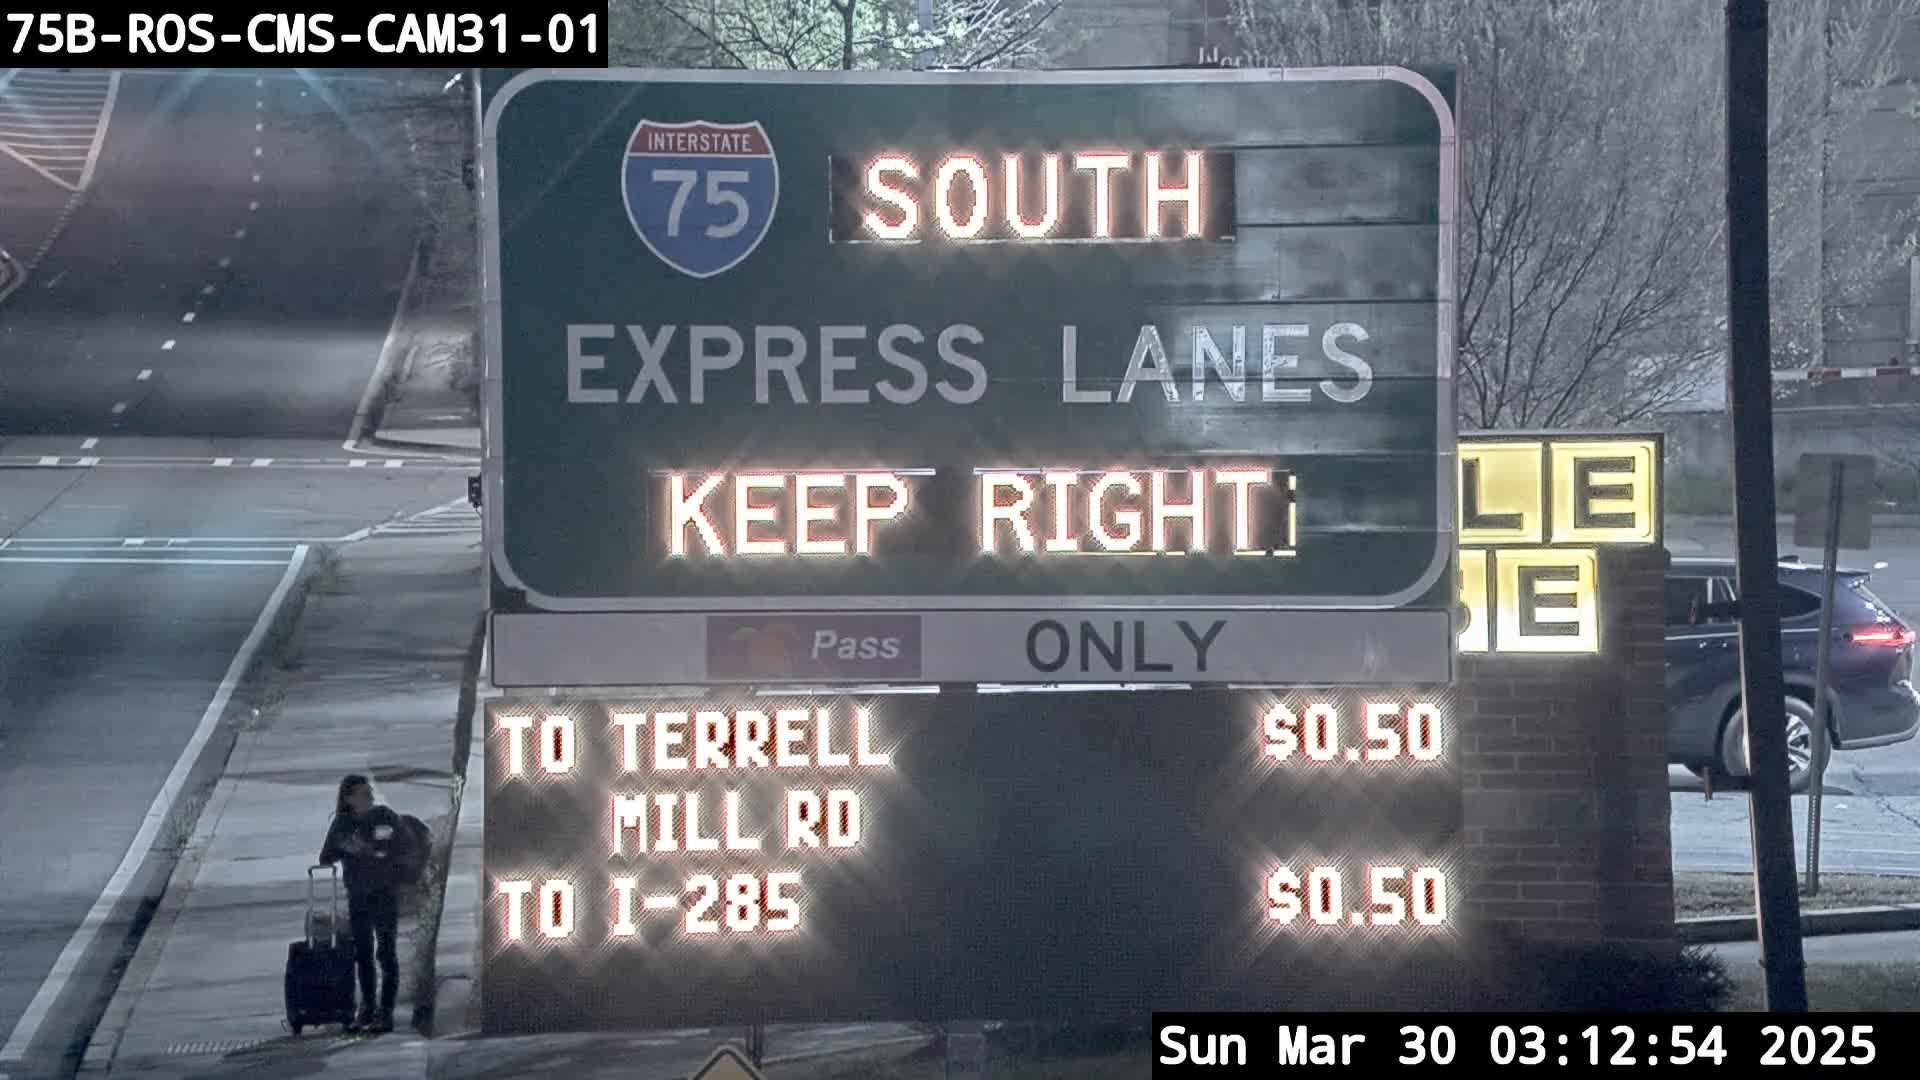 75B-ROS-CMS-CAM31-01
INTERSTATE
75
SOUTH
EXPRESS LANES
KEEP RIGHT
Pass ONLY
LE
E
TO TERRELL $0.50
MILL RD
TO I-285 $0.50
Sun Mar 30 03:12:54 2025